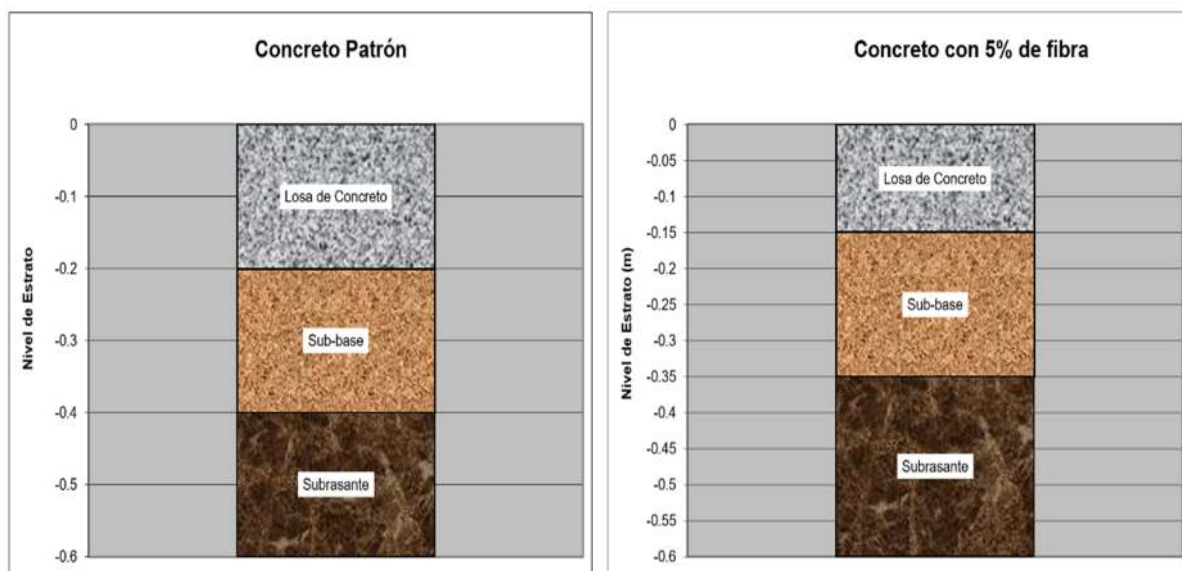 Concreto Patrón
0
-0.1
-0.2
-0.3
-0.4
-0.5
-0.6
Nivel de Estrato
Losa de Concreto
Sub-base
Subrasante
Concreto con 5% de fibra
0
-0.05
-0.1
-0.15
-0.2
-0.25
-0.3
-0.35
-0.4
-0.45
-0.5
-0.55
-0.6
Nivel de Estrato (m)
Losa de Concreto
Sub-base
Subrasante